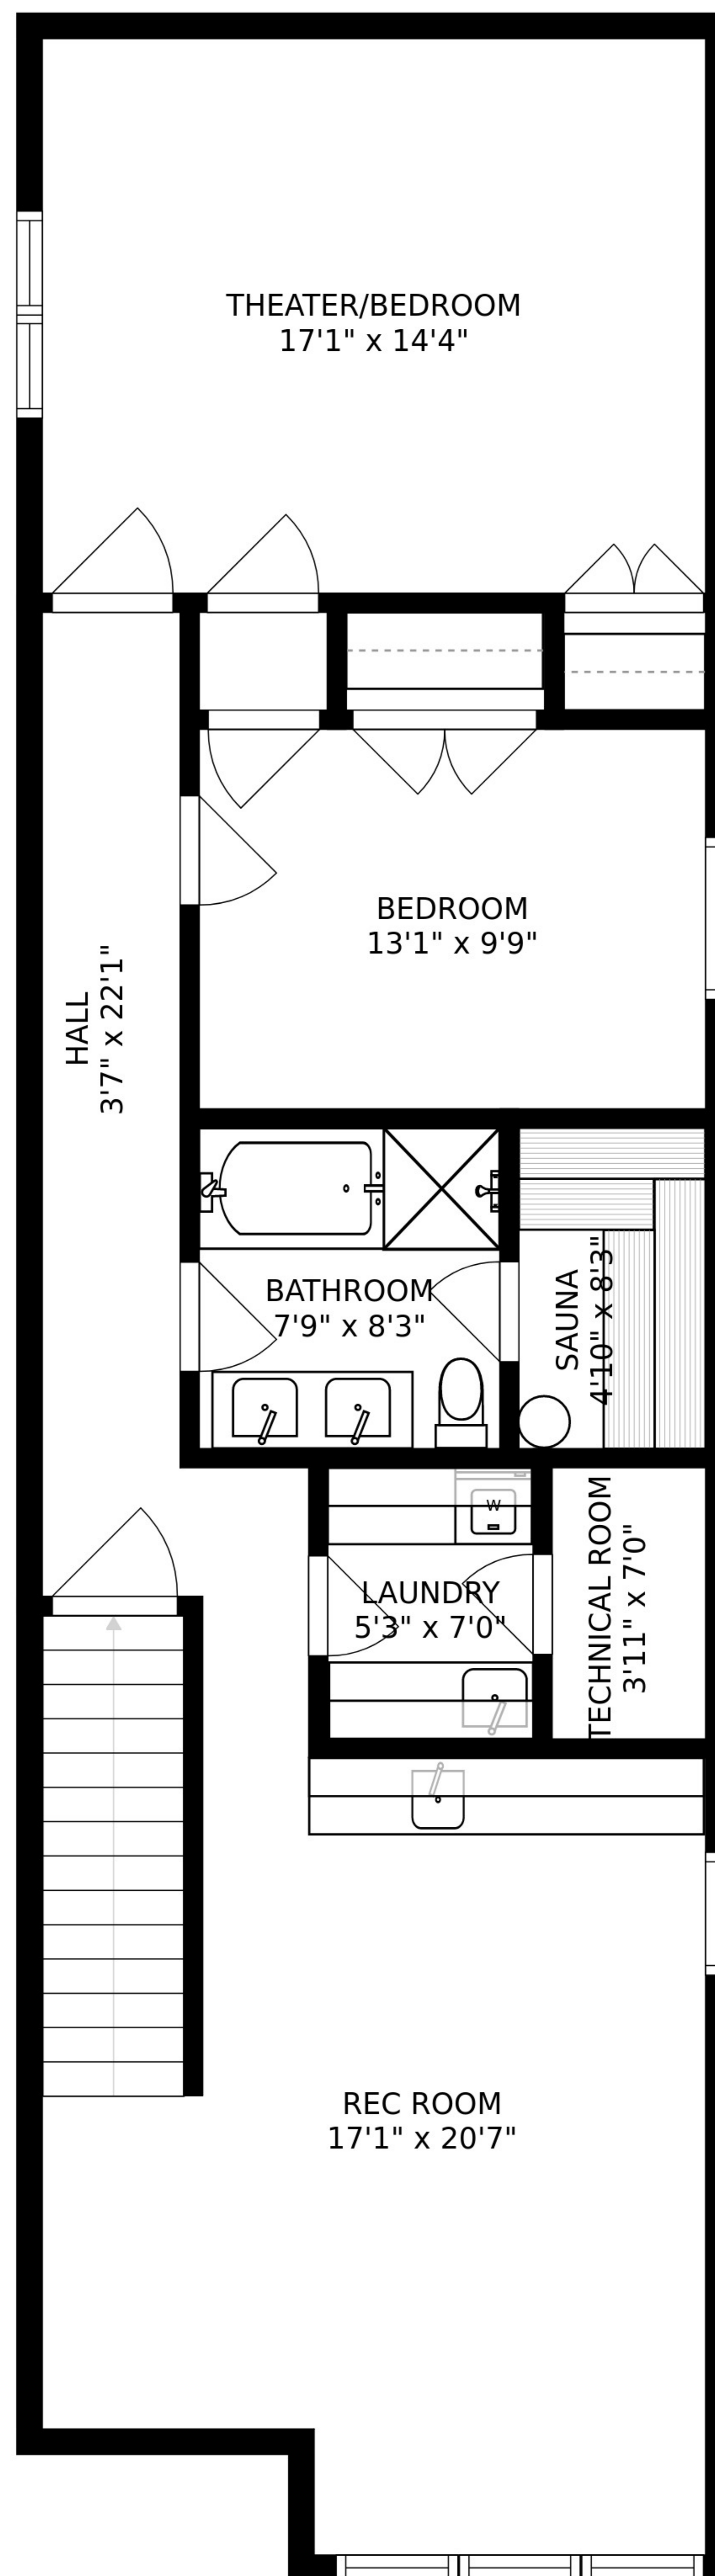 THEATER/BEDROOM
17'1" x 14'4"
BEDROOM
13'1" x 9'9"
HALL
3'7" x 22'1"
BATHROOM
7'9" x 8'3"
SAUNA
4'10" x 8'3"
W
LAUNDRY
5'3" x 7'0"
TECHNICAL ROOM
3'11" x 7'0"
REC ROOM
17'1" x 20'7"